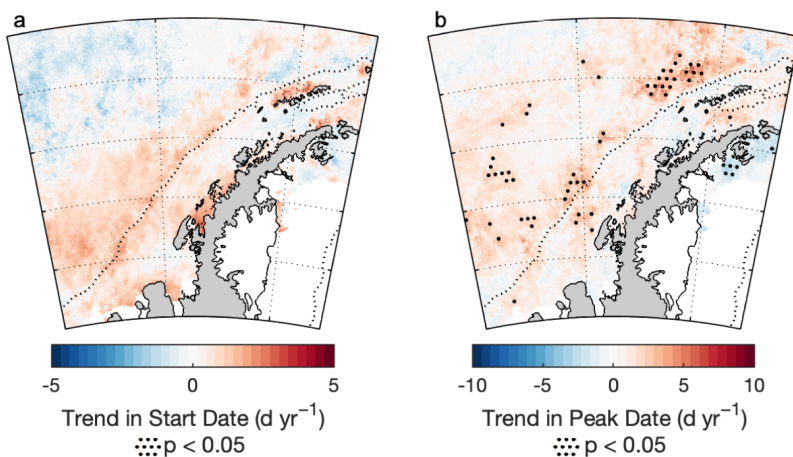 a
b
-5 0 5
-10 -5 0 5 10
Trend in Start Date (d yr⁻¹)
Trend in Peak Date (d yr⁻¹)
p < 0.05
p < 0.05